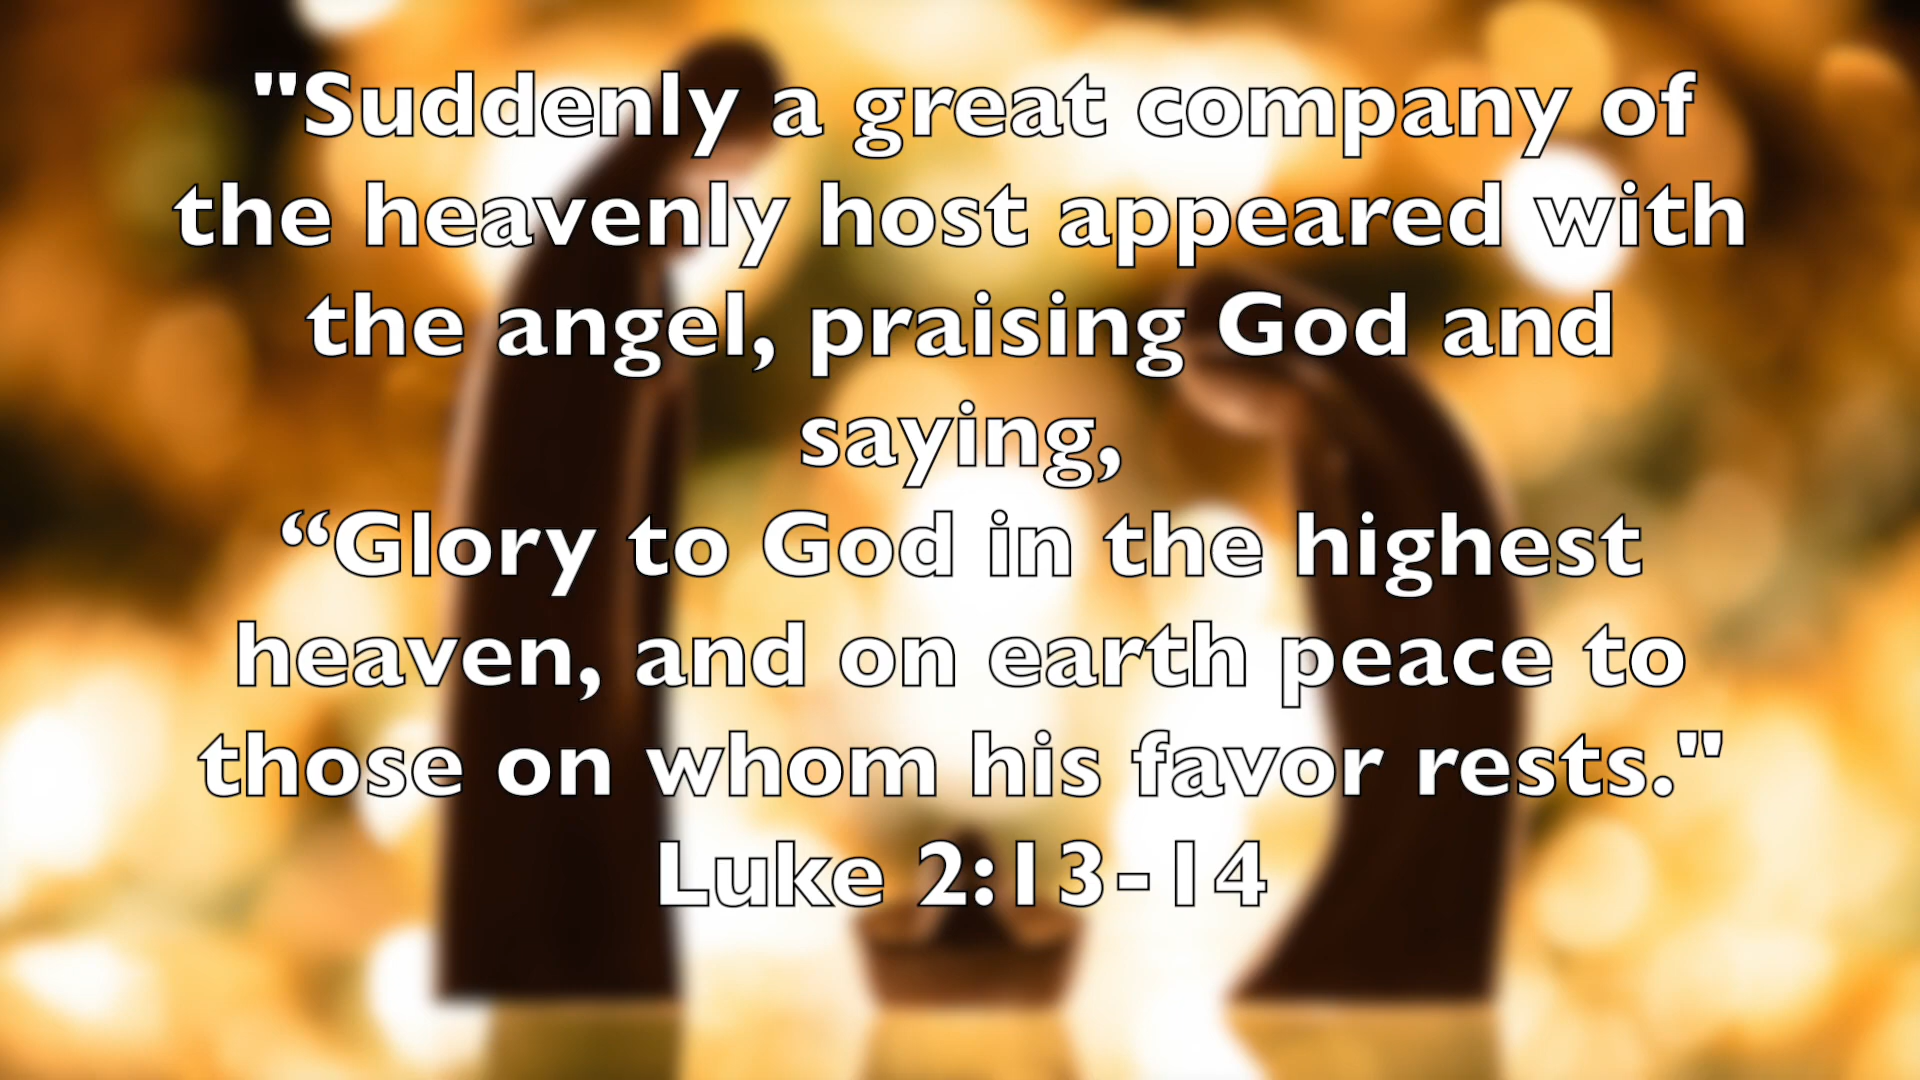 "Suddenly a great company of
the heavenly host appeared with
the angel, praising God and
saying,
“Glory to God in the highest
heaven, and on earth peace to
those on whom his favor rests."
Luke 2:13-14